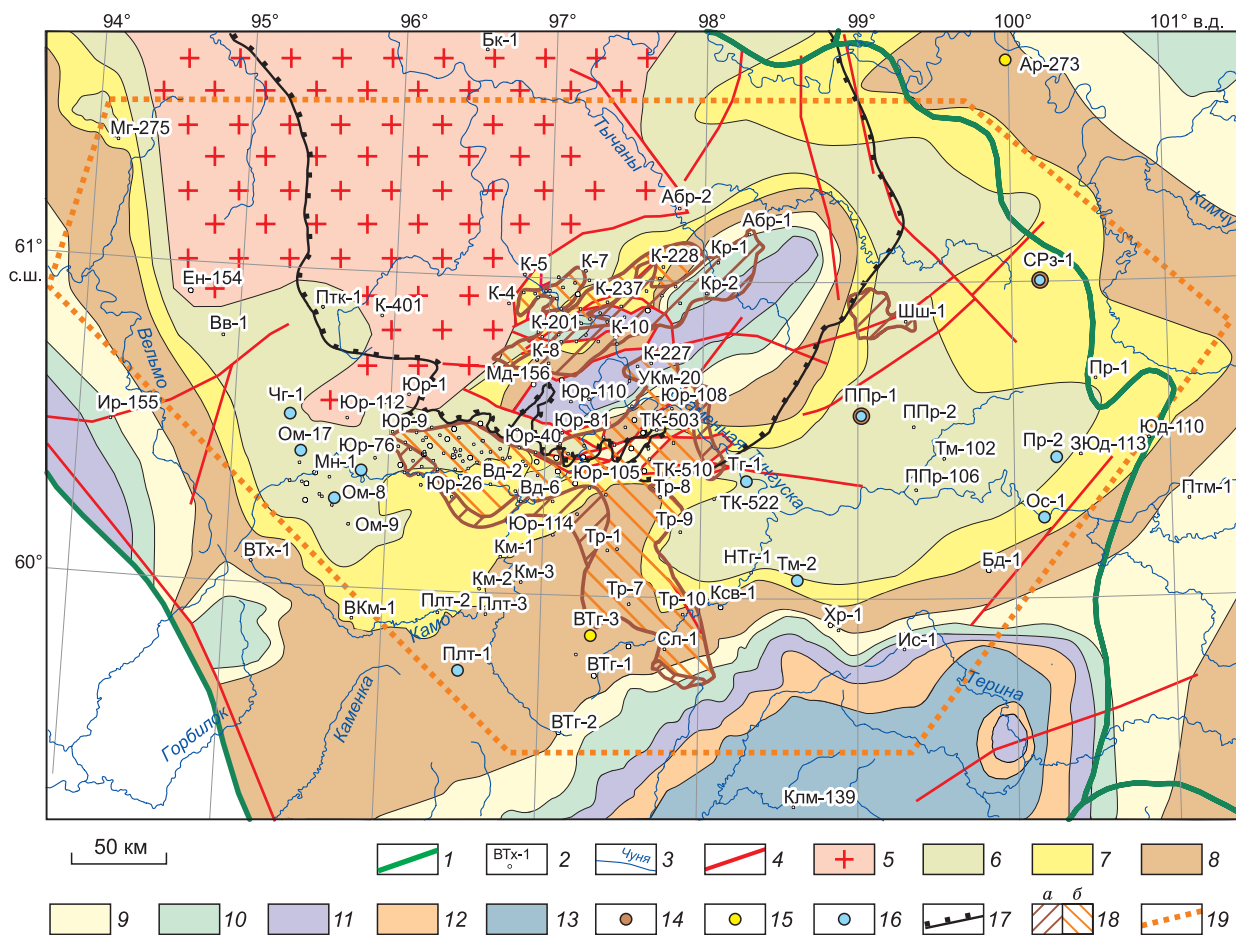 94° 95° 96° 97° 98° 99° 100° 101° в.д.
Бк-1
Ар-273
Мг-275
Тычаны
Абр-2
Кимчу
Абр-1
61°
с.ш.
К-7
К-228
Кр-1
К-5
СРз-1
Ен-154
Птк-1
К-4
К-237
Кр-2
К-401
Вв-1
К-201
К-10
Шш-1
Вельмо
К-8
К-227
Мд-156
УКм-20
Пр-1
Юр-1
Юр-110
Юр-108
Чг-1
Юр-112
ППр-1
Ир-155
Юр-9
Юр-81
ТК-503
ППр-2
Юд-110
Ом-17
Юр-40
Каменная Тунгуска
Пр-2
ЗЮд-113
Юр-76
Тм-102
Мн-1
Вд-2
Юр-105
ТК-510
Тг-1
ППр-106
Птм-1
Ом-8
Юр-26
Вд-6
Тр-8
ТК-522
Ос-1
Ом-9
Юр-114
Тр-9
Тр-1
60°
ВТх-1
Км-1
НТг-1
Тм-2
Бд-1
Км-2
Км-3
Тр-7
Тр-10
Ксв-1
ВКм-1
Плт-2
Плт-3
Камо
ВТг-3
Хр-1
Ис-1
Сл-1
Плт-1
ВТг-1
Терина
Горбилок
Каменка
ВТг-2
Клм-139
50 км
1
ВТх-1 2
Чуня 3
4
5
6
7
8
9
10
11
12
13
14
15
16
17
а б 18
19